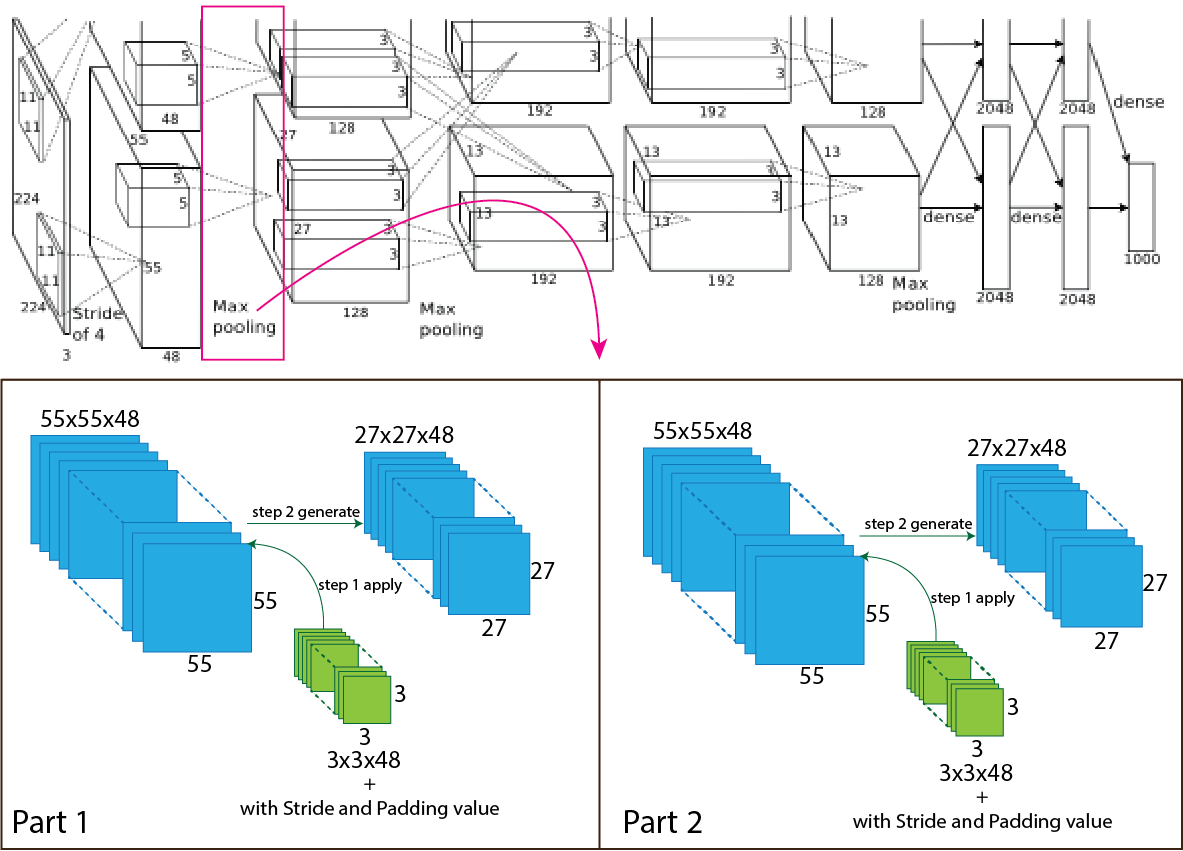 3
3
3
3
3
3
3
3
5
5
11
11
48
128
192
192
128
2048
2048
dense
55
27
13
13
13
5
5
3
3
3
3
3
224
55
27
13
13
13
3
3
dense
dense
11
11
224
48
128
192
192
128
2048
2048
1000
Stride
of 4
Max
pooling
Max
pooling
Max
pooling
3
55x55x48
27x27x48
step 2 generate
step 1 apply
55
55
27
27
3
3
3x3x48
+
with Stride and Padding value
Part 1
55x55x48
27x27x48
step 2 generate
step 1 apply
55
55
27
27
3
3
3x3x48
+
with Stride and Padding value
Part 2